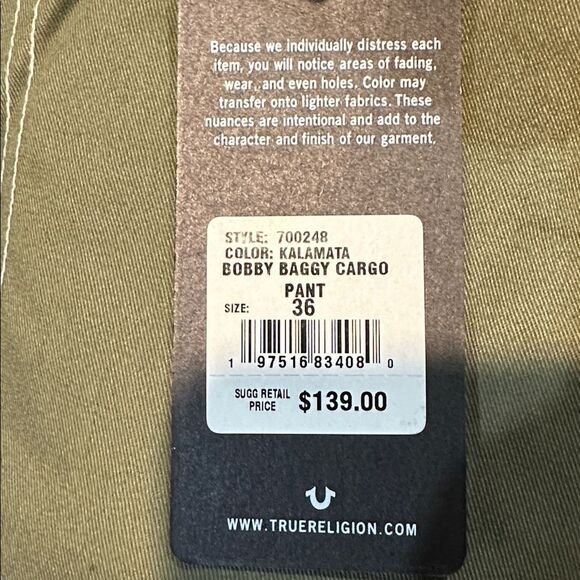 Because we individually distress each
item, you will notice areas of fading,
wear, and even holes. Color may
transfer onto lighter fabrics. These
nuances are intentional and add to the
character and finish of our garment.
STYLE: 700248
COLOR: KALAMATA
BOBBY BAGGY CARGO
PANT
SIZE: 36
1 97516 83408 0
SUGG RETAIL
PRICE $139.00
WWW.TRUERELIGION.COM